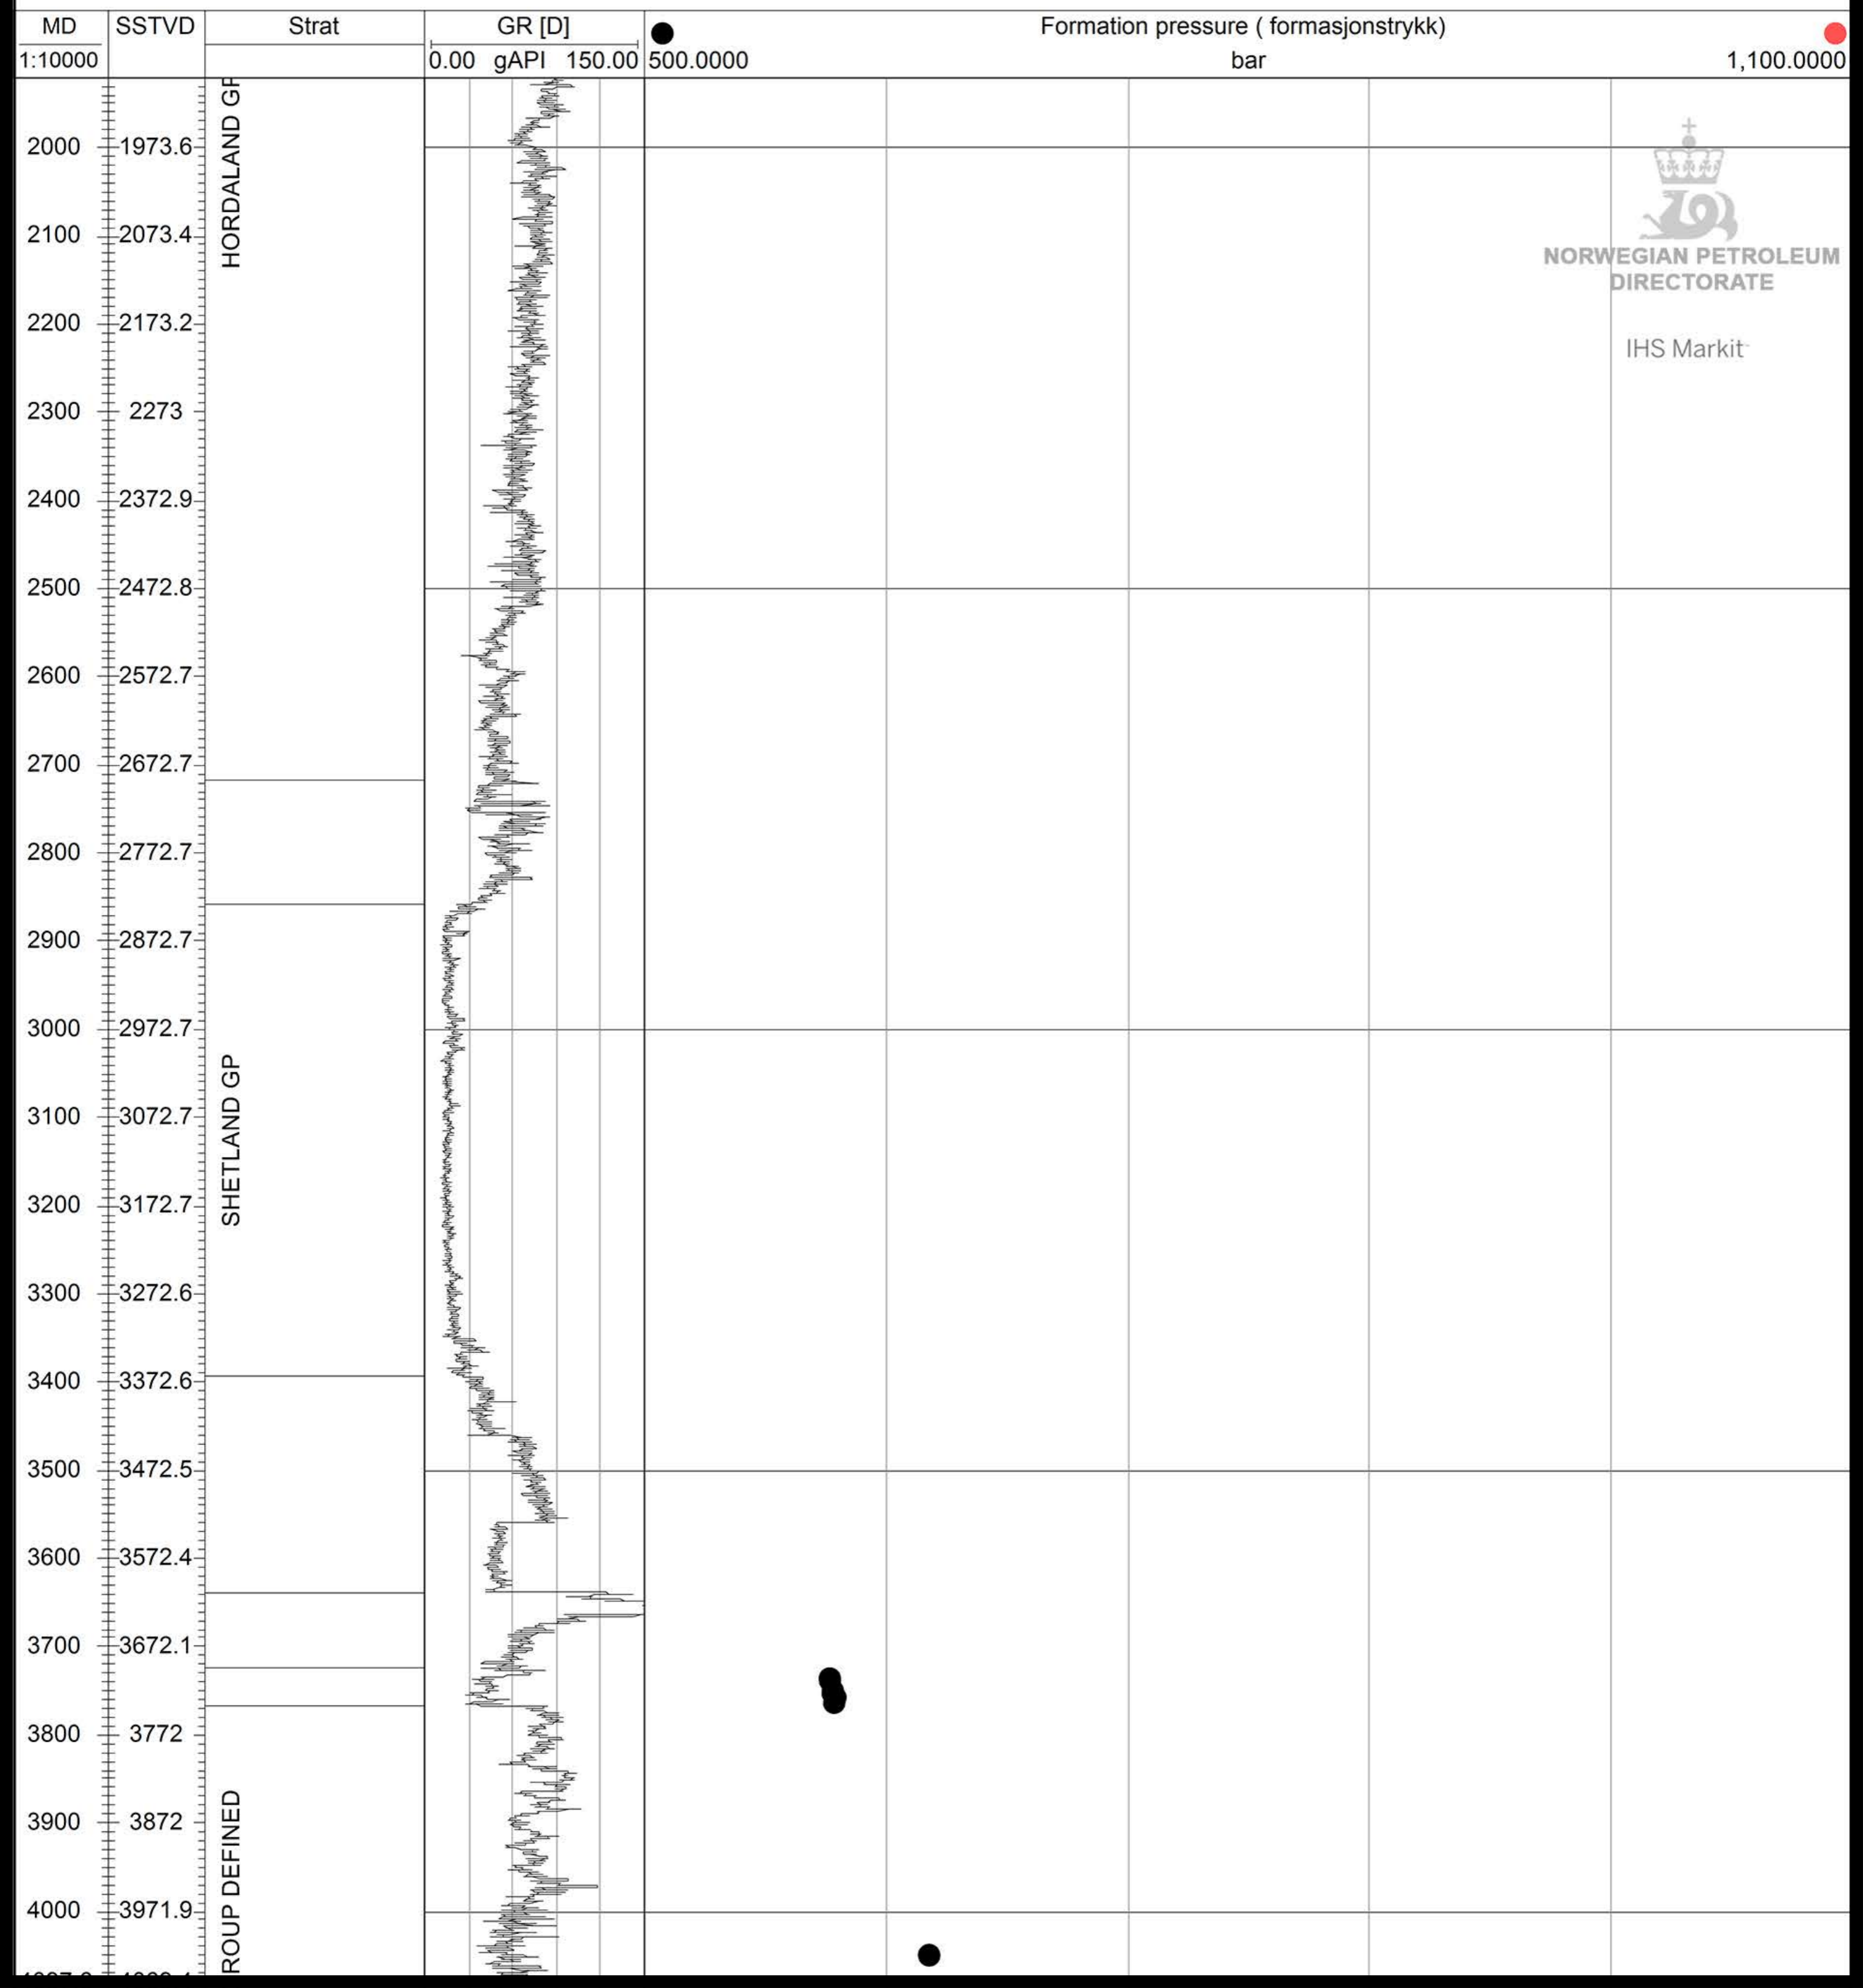 MD SSTVD Strat GR [D] Formation pressure ( formasjonstrykk)
1:10000 0.00 gAPI 150.00 500.0000 bar 1,100.0000
HORDALAND GP
2000 1973.6
2100 2073.4
NORWEGIAN PETROLEUM
DIRECTORATE
2200 2173.2
IHS Markit
2300 2273
2400 2372.9
2500 2472.8
2600 2572.7
2700 2672.7
2800 2772.7
2900 2872.7
3000 2972.7
SHETLAND GP
3100 3072.7
3200 3172.7
3300 3272.6
3400 3372.6
3500 3472.5
3600 3572.4
3700 3672.1
3800 3772
ROUP DEFINED
3900 3872
4000 3971.9